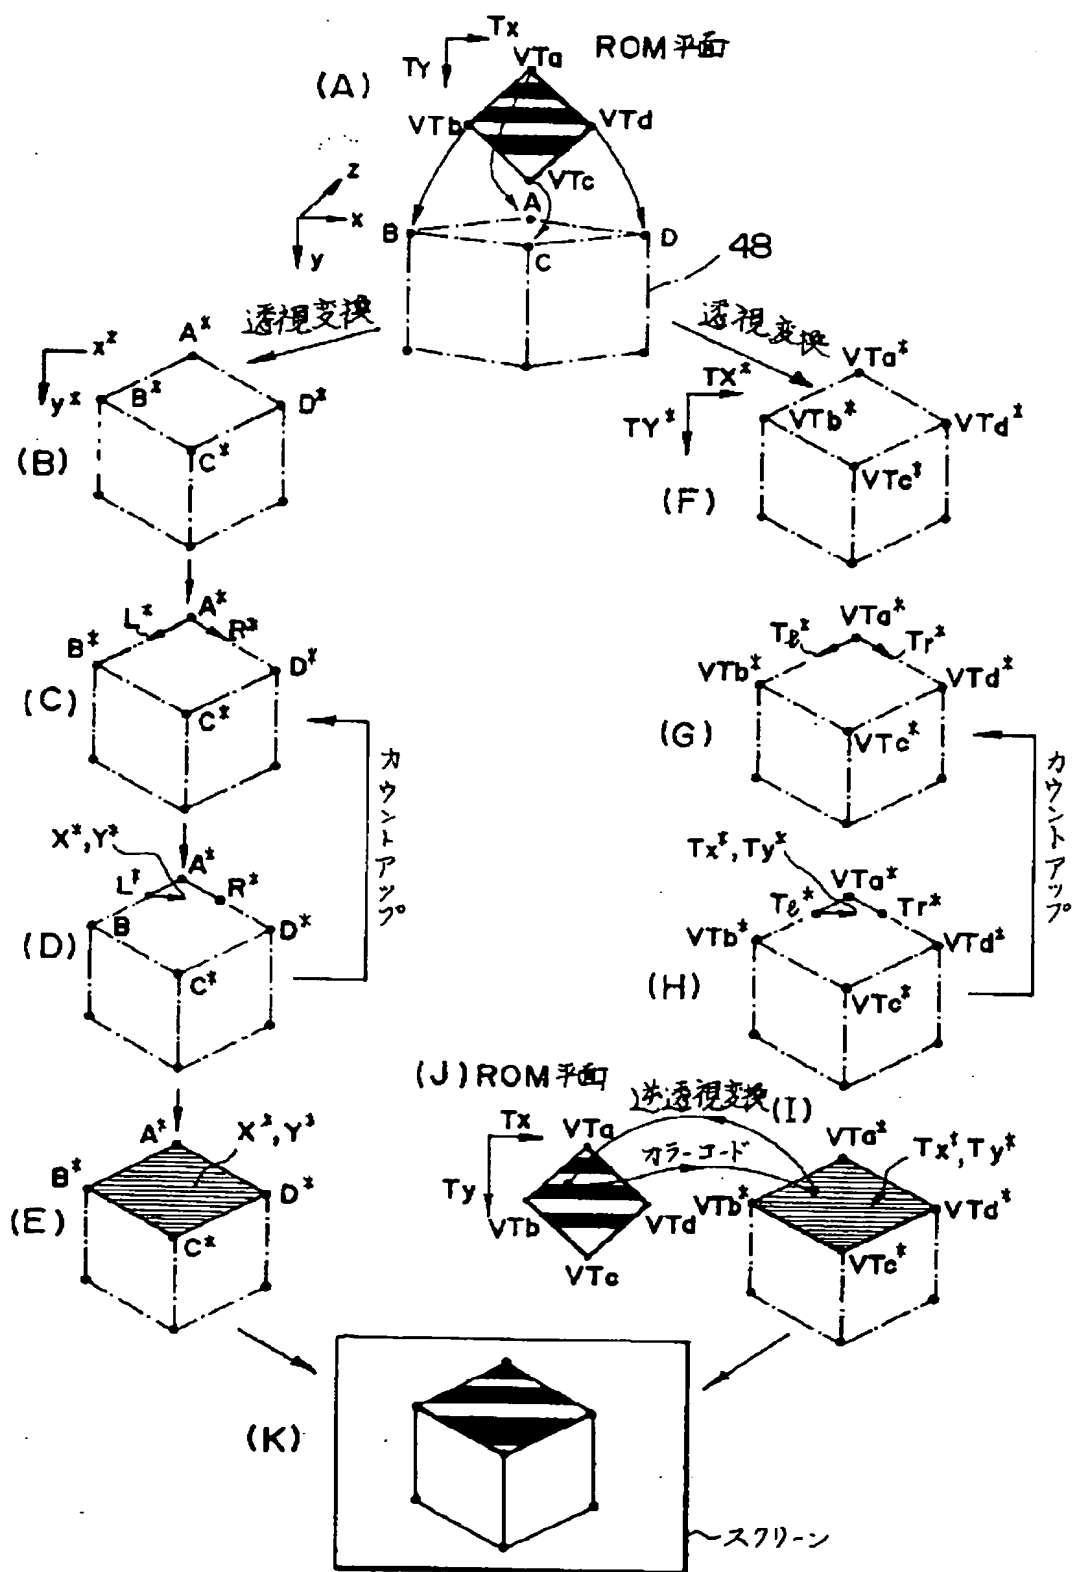 (A)
Tx
TY
ROM平面
VTa
VTb
VTd
VTc
z
x
y
A
B
C
D
48
透視変換
透視変換
(B)
x*
y*
A*
B*
C*
D*
(F)
TX*
TY*
VTa*
VTb*
VTc*
VTd*
(C)
L*
A*
R*
B*
D*
C*
カウントアップ
(G)
VTa*
Tℓ*
Tr*
VTb*
VTd*
VTc*
カウントアップ
(D)
X*,Y*
A*
L*
R*
B
D*
C*
(H)
Tx*,Ty*
VTa*
Tℓ*
Tr*
VTb*
VTd*
VTc*
(E)
A*
X*,Y*
B*
D*
C*
(J) ROM平面
Tx
Ty
VTa
VTb
VTd
VTc
逆透視変換
カラーコード
(I)
VTa*
Tx*,Ty*
VTb*
VTd*
VTc*
(K)
スクリーン